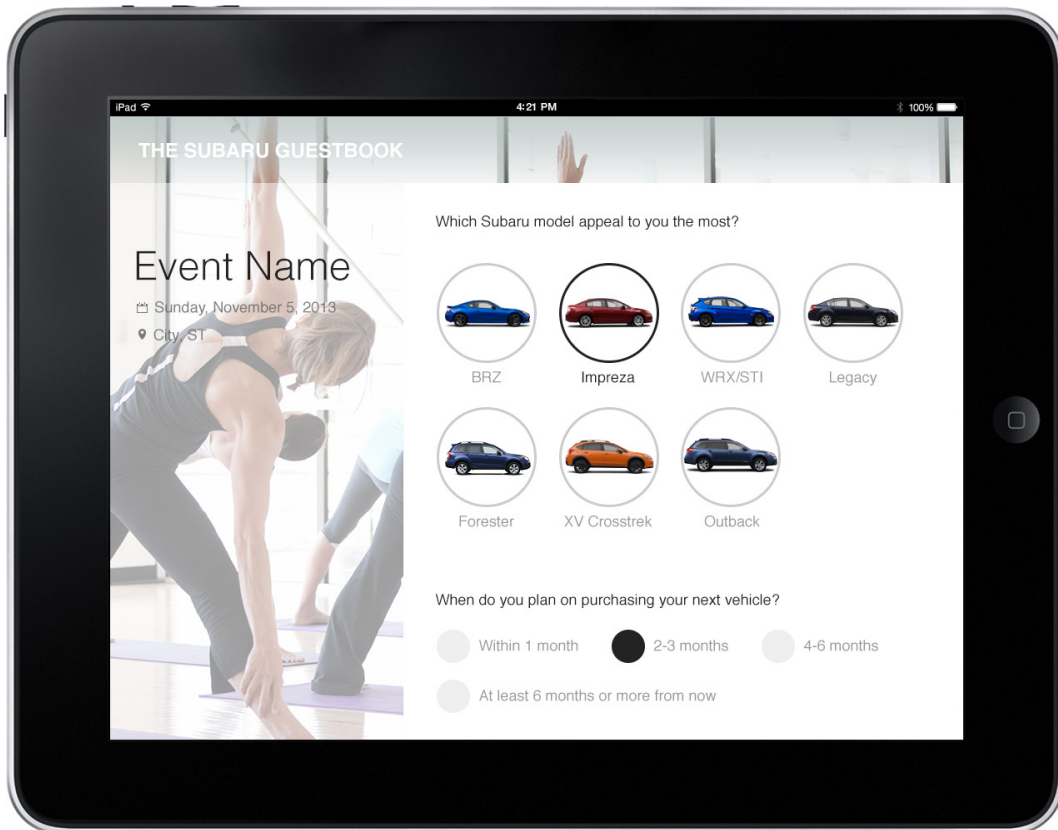 iPad
4:21 PM
100%
THE SUBARU GUESTBOOK
Event Name
Sunday, November 5, 2013
City, ST
Which Subaru model appeal to you the most?
BRZ
Impreza
WRX/STI
Legacy
Forester
XV Crosstrek
Outback
When do you plan on purchasing your next vehicle?
Within 1 month
2-3 months
4-6 months
At least 6 months or more from now